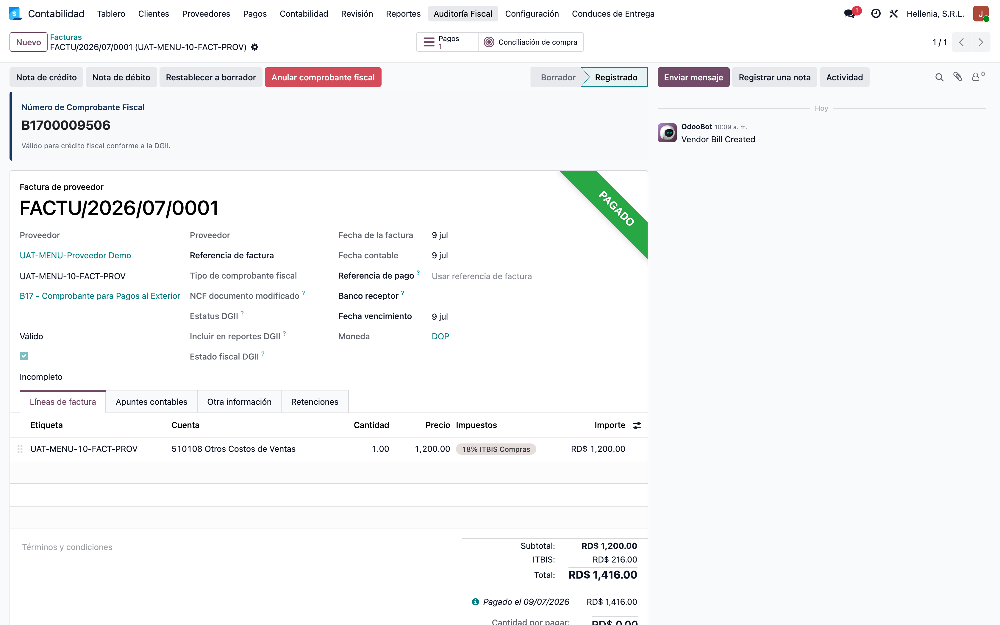 Contabilidad Tablero Clientes Proveedores Pagos Contabilidad Revisión Reportes Auditoría Fiscal Configuración Conduces de Entrega 1 Hellenia, S.R.L. J
Nuevo Facturas
FACTU/2026/07/0001 (UAT-MENU-10-FACT-PROV)
Pagos
1
Conciliación de compra
1 / 1
Nota de crédito Nota de débito Restablecer a borrador Anular comprobante fiscal Borrador Registrado Enviar mensaje Registrar una nota Actividad 0
Número de Comprobante Fiscal
B1700009506
Válido para crédito fiscal conforme a la DGII.
Hoy
OdooBot 10:09 a. m.
Vendor Bill Created
Factura de proveedor
FACTU/2026/07/0001
PAGADO
Proveedor Proveedor Fecha de la factura 9 jul
UAT-MENU-Proveedor Demo Referencia de factura Fecha contable 9 jul
UAT-MENU-10-FACT-PROV Tipo de comprobante fiscal Referencia de pago ? Usar referencia de factura
B17 - Comprobante para Pagos al Exterior NCF documento modificado ? Banco receptor ?
Estatus DGII ? Fecha vencimiento 9 jul
Válido Incluir en reportes DGII ? Moneda DOP
Estado fiscal DGII ?
Incompleto
Líneas de factura Apuntes contables Otra información Retenciones
Etiqueta Cuenta Cantidad Precio Impuestos Importe
UAT-MENU-10-FACT-PROV 510108 Otros Costos de Ventas 1.00 1,200.00 18% ITBIS Compras RD$ 1,200.00
Términos y condiciones
Subtotal: RD$ 1,200.00
ITBIS: RD$ 216.00
Total: RD$ 1,416.00
Pagado el 09/07/2026 RD$ 1,416.00
Cantidad por pagar: RD$ 0.00